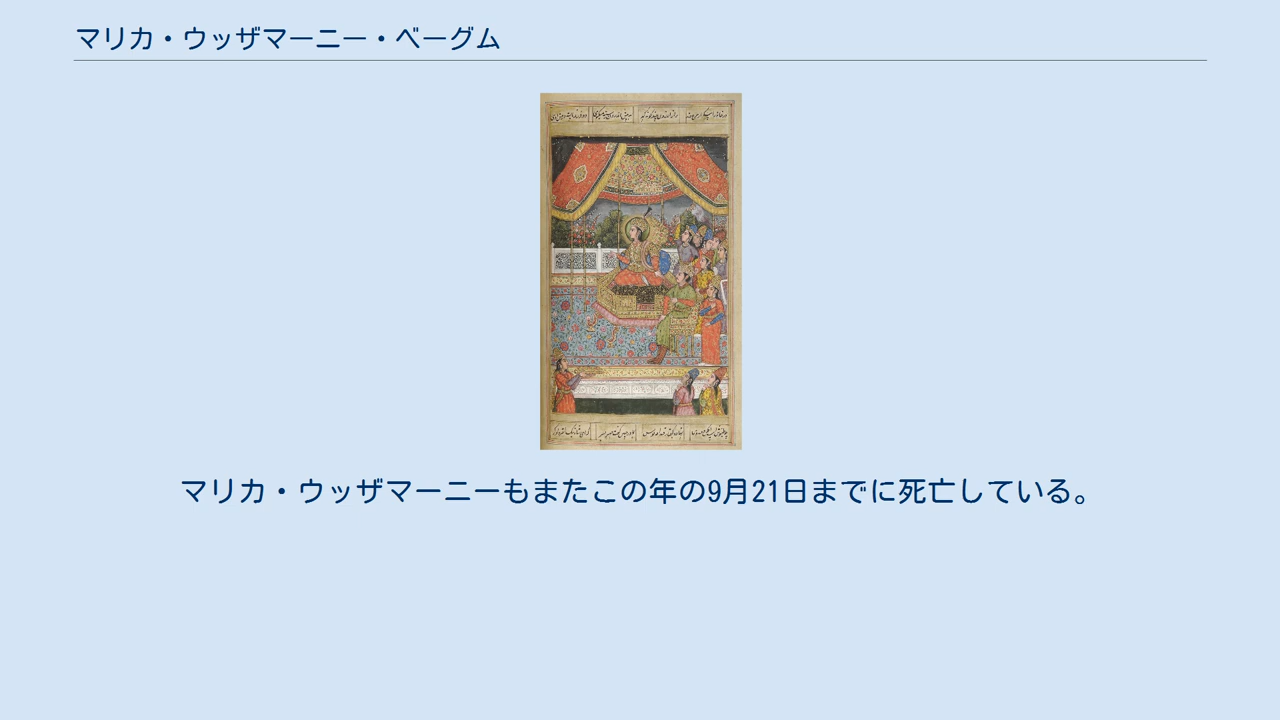 マリカ・ウッザマーニー・ベーグム
マリカ・ウッザマーニーもまたこの年の9月21日までに死亡している。